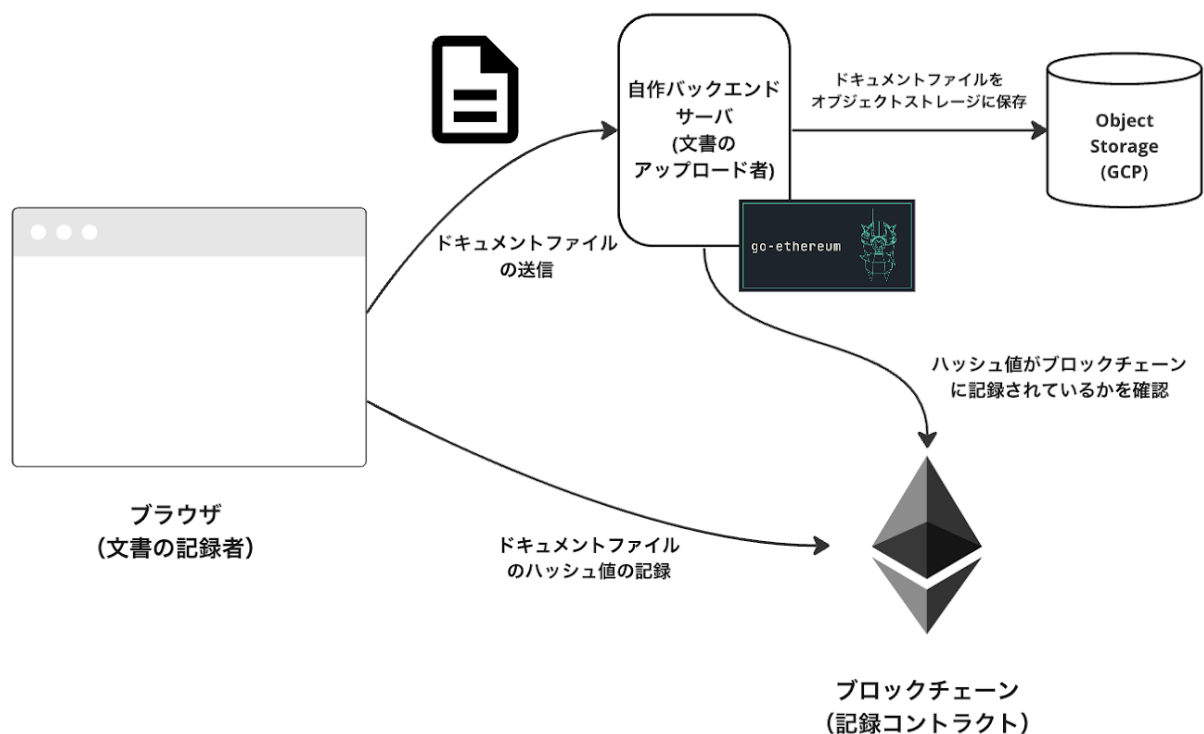 自作バックエンド
サーバ
(文書の
アップロード者)
ドキュメントファイルを
オブジェクトストレージに保存
Object
Storage
(GCP)
go-ethereum
ドキュメントファイル
の送信
ハッシュ値がブロックチェーン
に記録されているかを確認
ブラウザ
（文書の記録者）
ドキュメントファイル
のハッシュ値の記録
ブロックチェーン
（記録コントラクト）